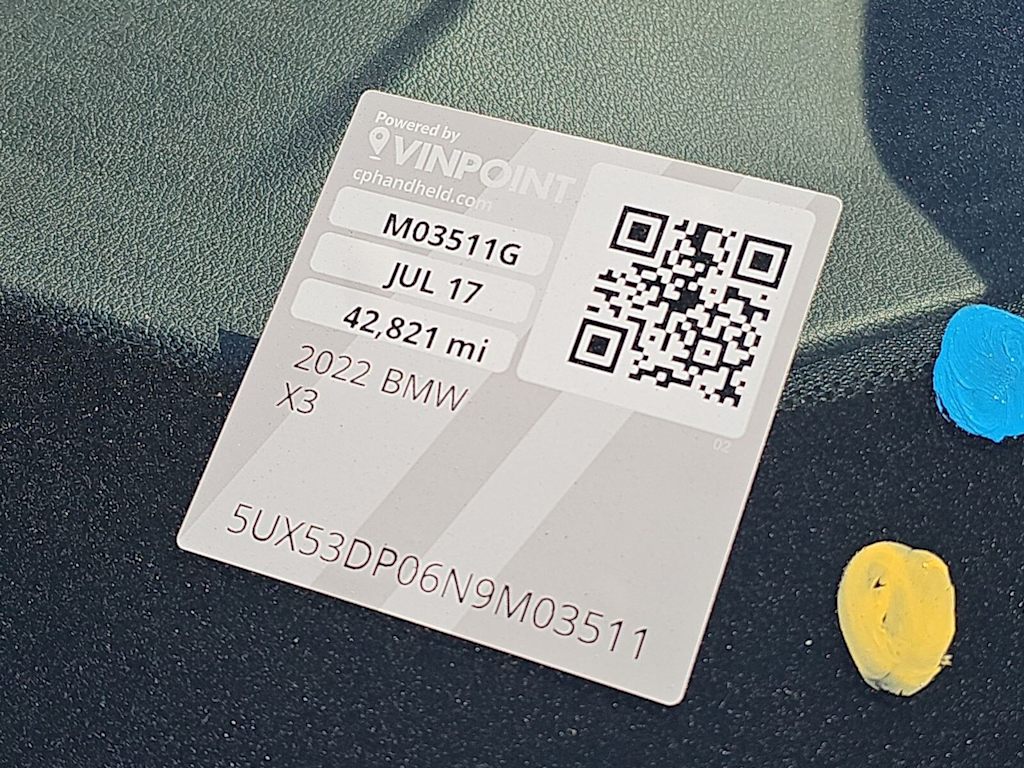 Powered by
VINPOINT
cphandheld.com
M03511G
JUL 17
42,821 mi
2022 BMW
X3
02
5UX53DP06N9M03511